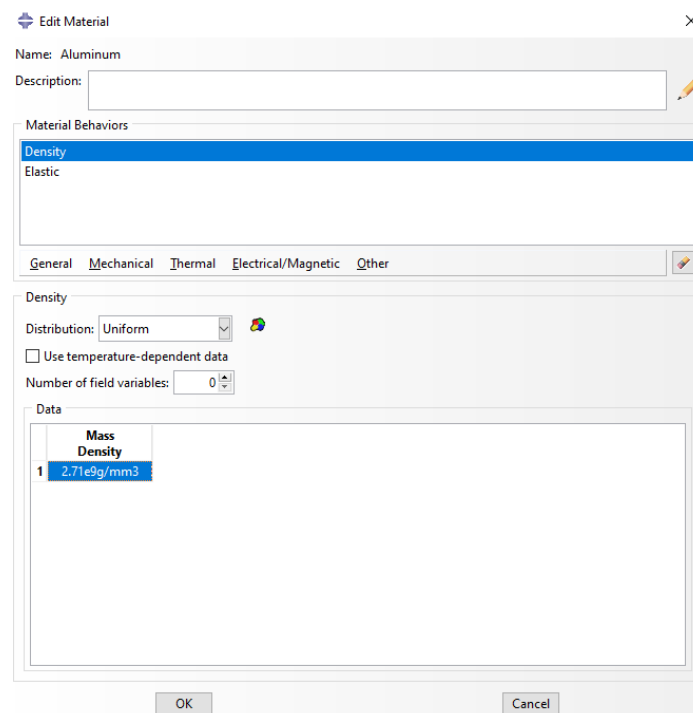 Edit Material
Name: Aluminum
Description:
Material Behaviors
Density
Elastic
General Mechanical Thermal Electrical/Magnetic Other
Density
Distribution: Uniform
Use temperature-dependent data
Number of field variables: 0
Data
Mass
Density
1 2.71e9g/mm3
OK Cancel